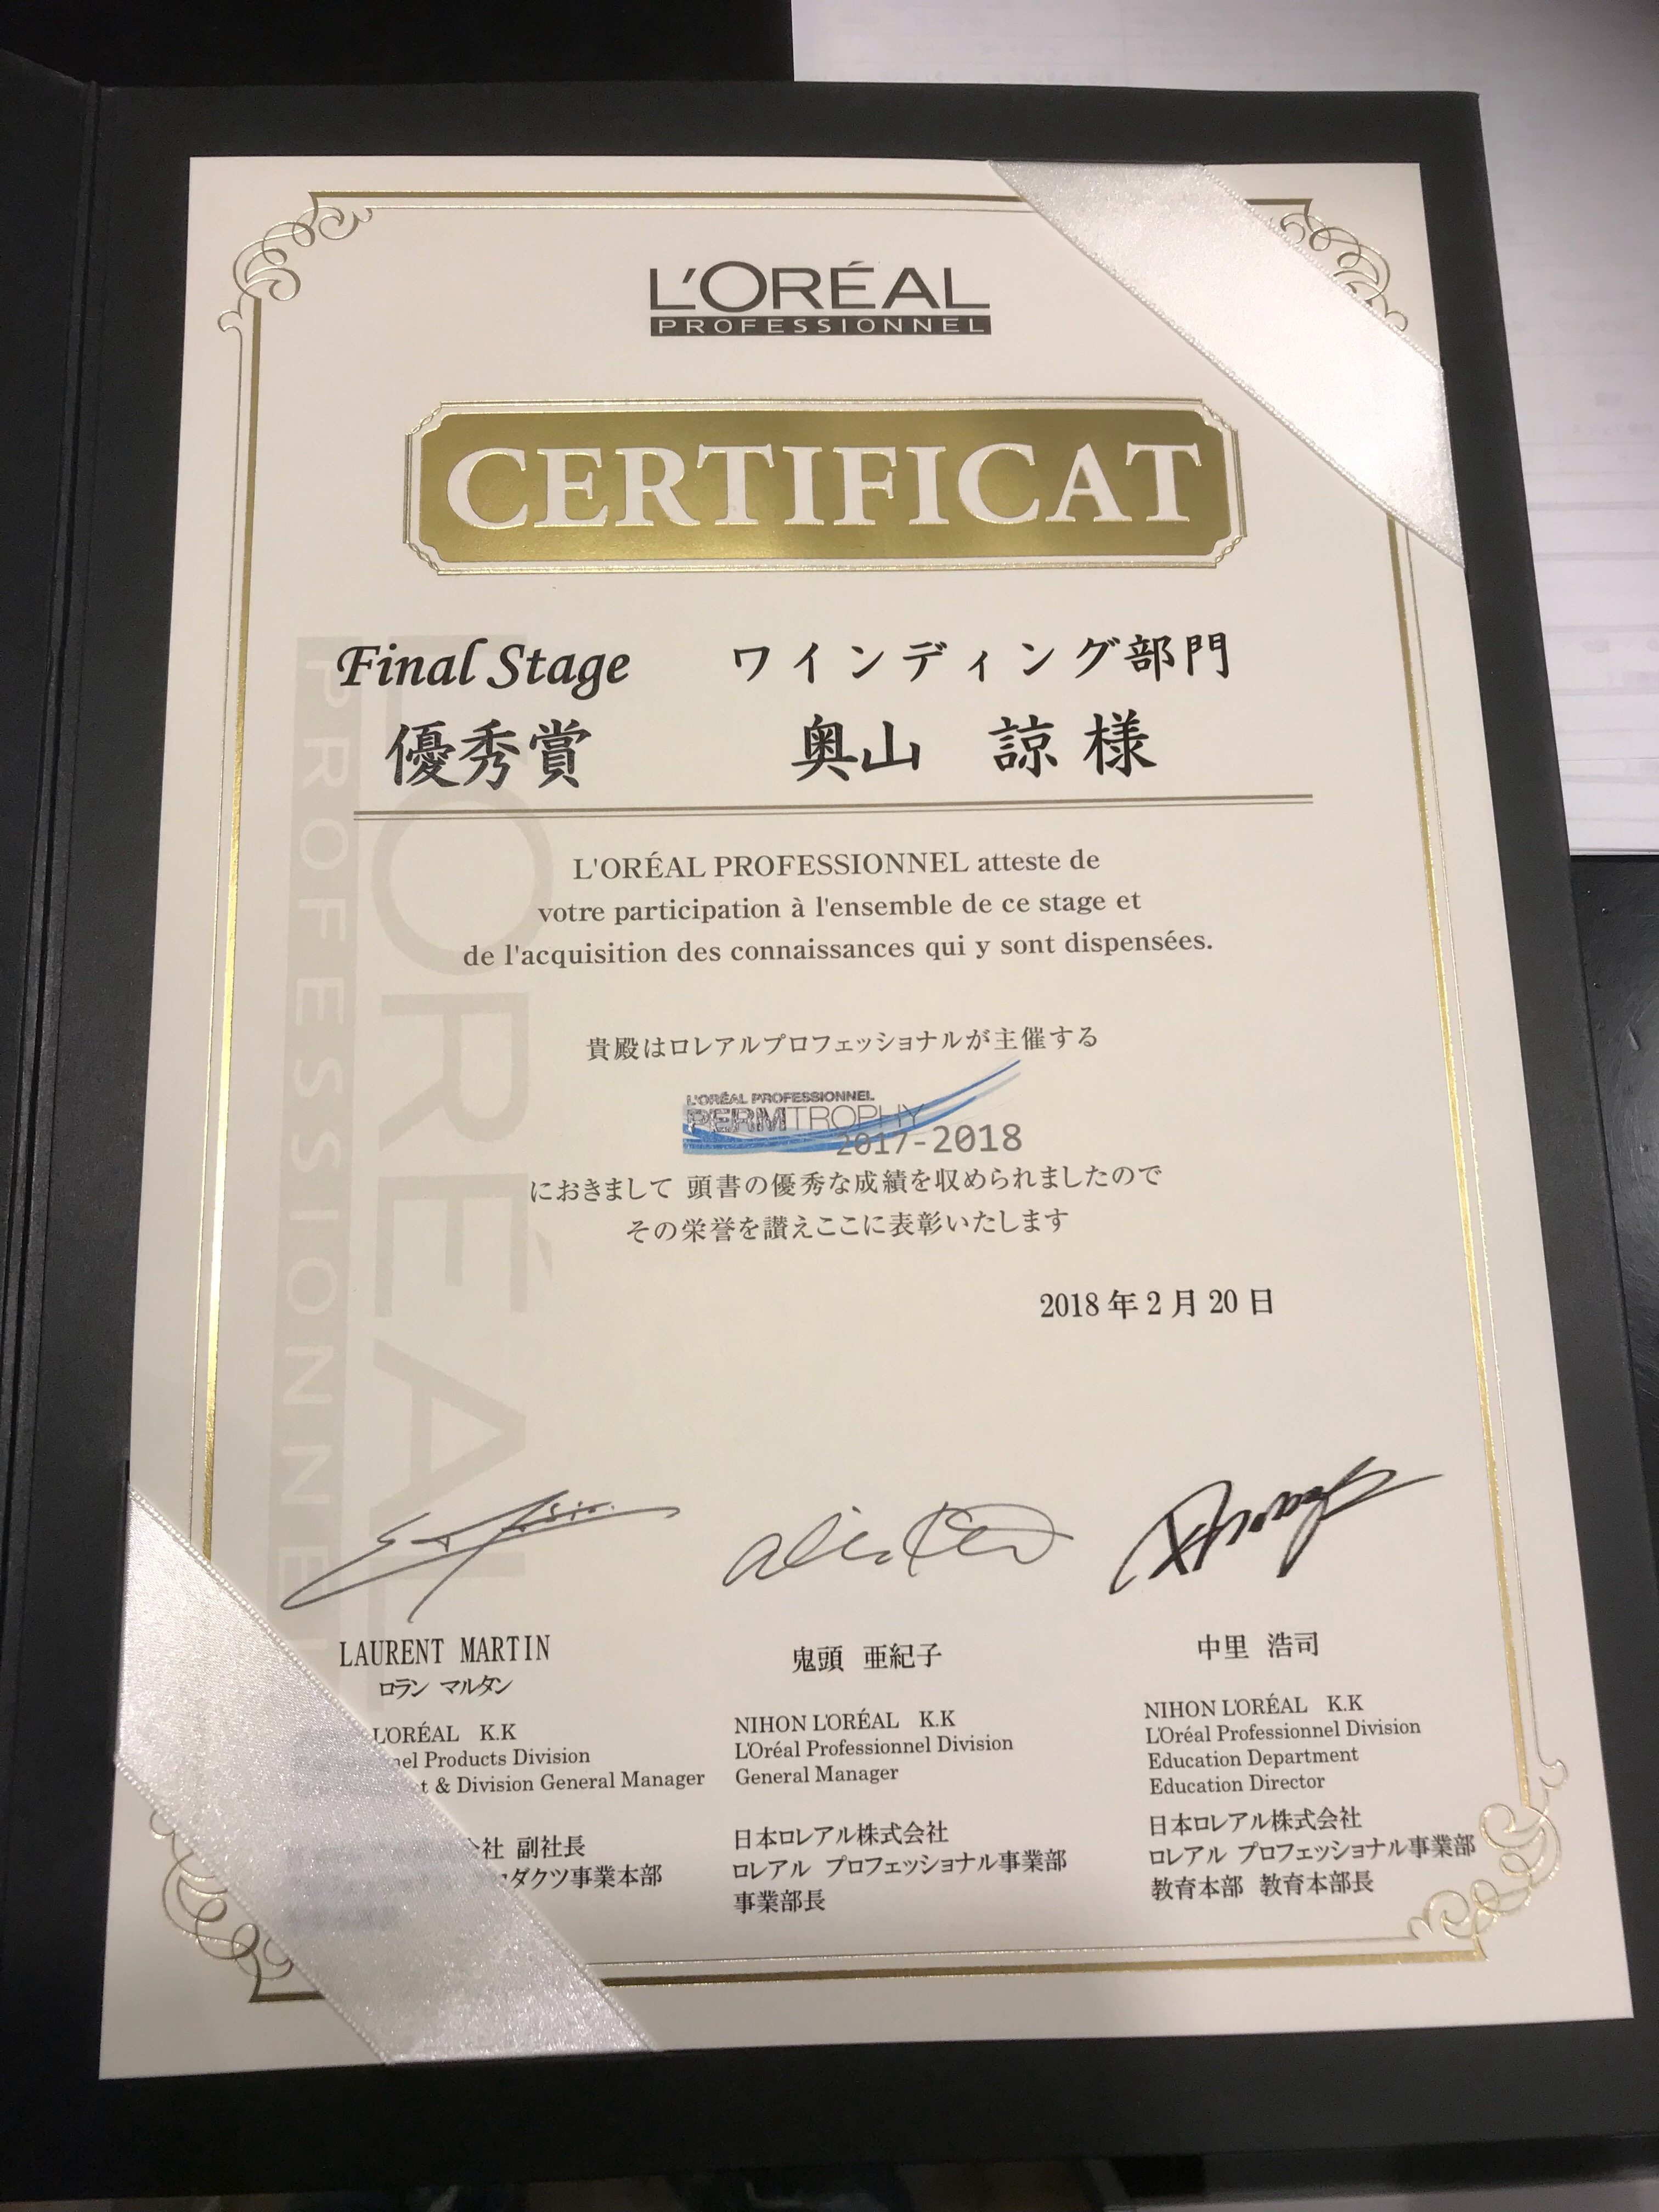 L'ORÉAL
PROFESSIONNEL
CERTIFICAT
Final Stage ワインディング部門
優秀賞 奥山 諒 様
L'ORÉAL PROFESSIONNEL atteste de
votre participation à l'ensemble de ce stage et
de l'acquisition des connaissances qui y sont dispensées.
貴殿はロレアルプロフェッショナルが主催する
L'ORÉAL PROFESSIONNEL
PERMTROPHY
2017-2018
におきまして 頭書の優秀な成績を収められましたので
その栄誉を讃えここに表彰いたします
2018年2月20日
L'ORÉAL
PROFESSIONNEL
LAURENT MARTIN
ロラン マルタン
L'ORÉAL K.K
nel Products Division
t & Division General Manager
会社 副社長
ダクツ事業本部
鬼頭 亜紀子
NIHON L'ORÉAL K.K
L'Oréal Professionnel Division
General Manager
日本ロレアル株式会社
ロレアル プロフェッショナル事業部
事業部長
中里 浩司
NIHON L'ORÉAL K.K
L'Oréal Professionnel Division
Education Department
Education Director
日本ロレアル株式会社
ロレアル プロフェッショナル事業部
教育本部 教育本部長